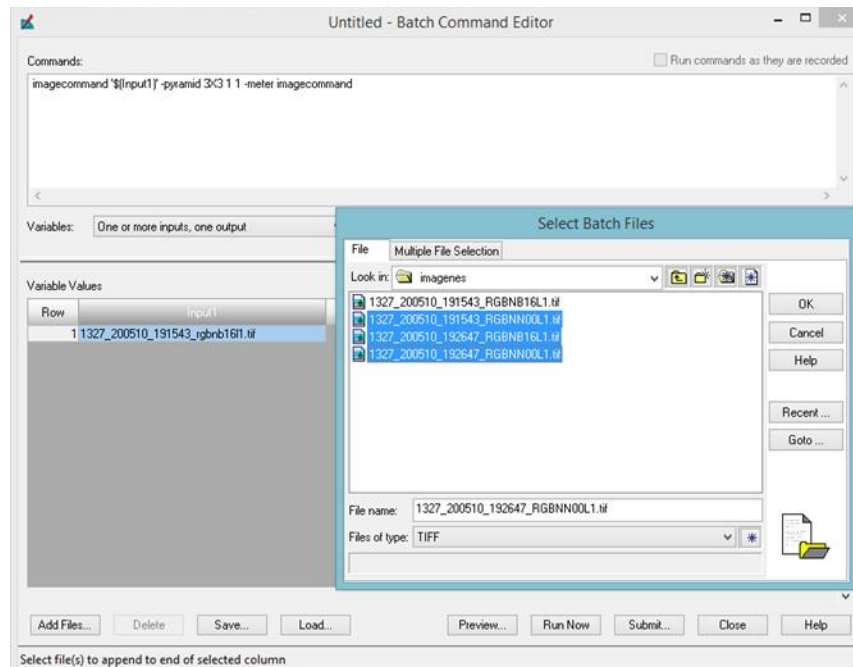 Untitled - Batch Command Editor
Commands:
Run commands as they are recorded
imagecommand '$(Input1)' -pyramid 3X3 1 1 -meter imagecommand
Variables:
One or more inputs, one output
Select Batch Files
File
Multiple File Selection
Look in:
imagenes
1327_200510_191543_RGBNB16L1.tif
1327_200510_191543_RGBNN00L1.tif
1327_200510_192647_RGBNB16L1.tif
1327_200510_192647_RGBNN00L1.tif
OK
Cancel
Help
Recent ...
Goto ...
File name:
1327_200510_192647_RGBNN00L1.tif
Files of type:
TIFF
Variable Values
Row
Input1
1 1327_200510_191543_rgbnb16l1.tif
Add Files...
Delete
Save...
Load...
Preview...
Run Now
Submit...
Close
Help
Select file(s) to append to end of selected column